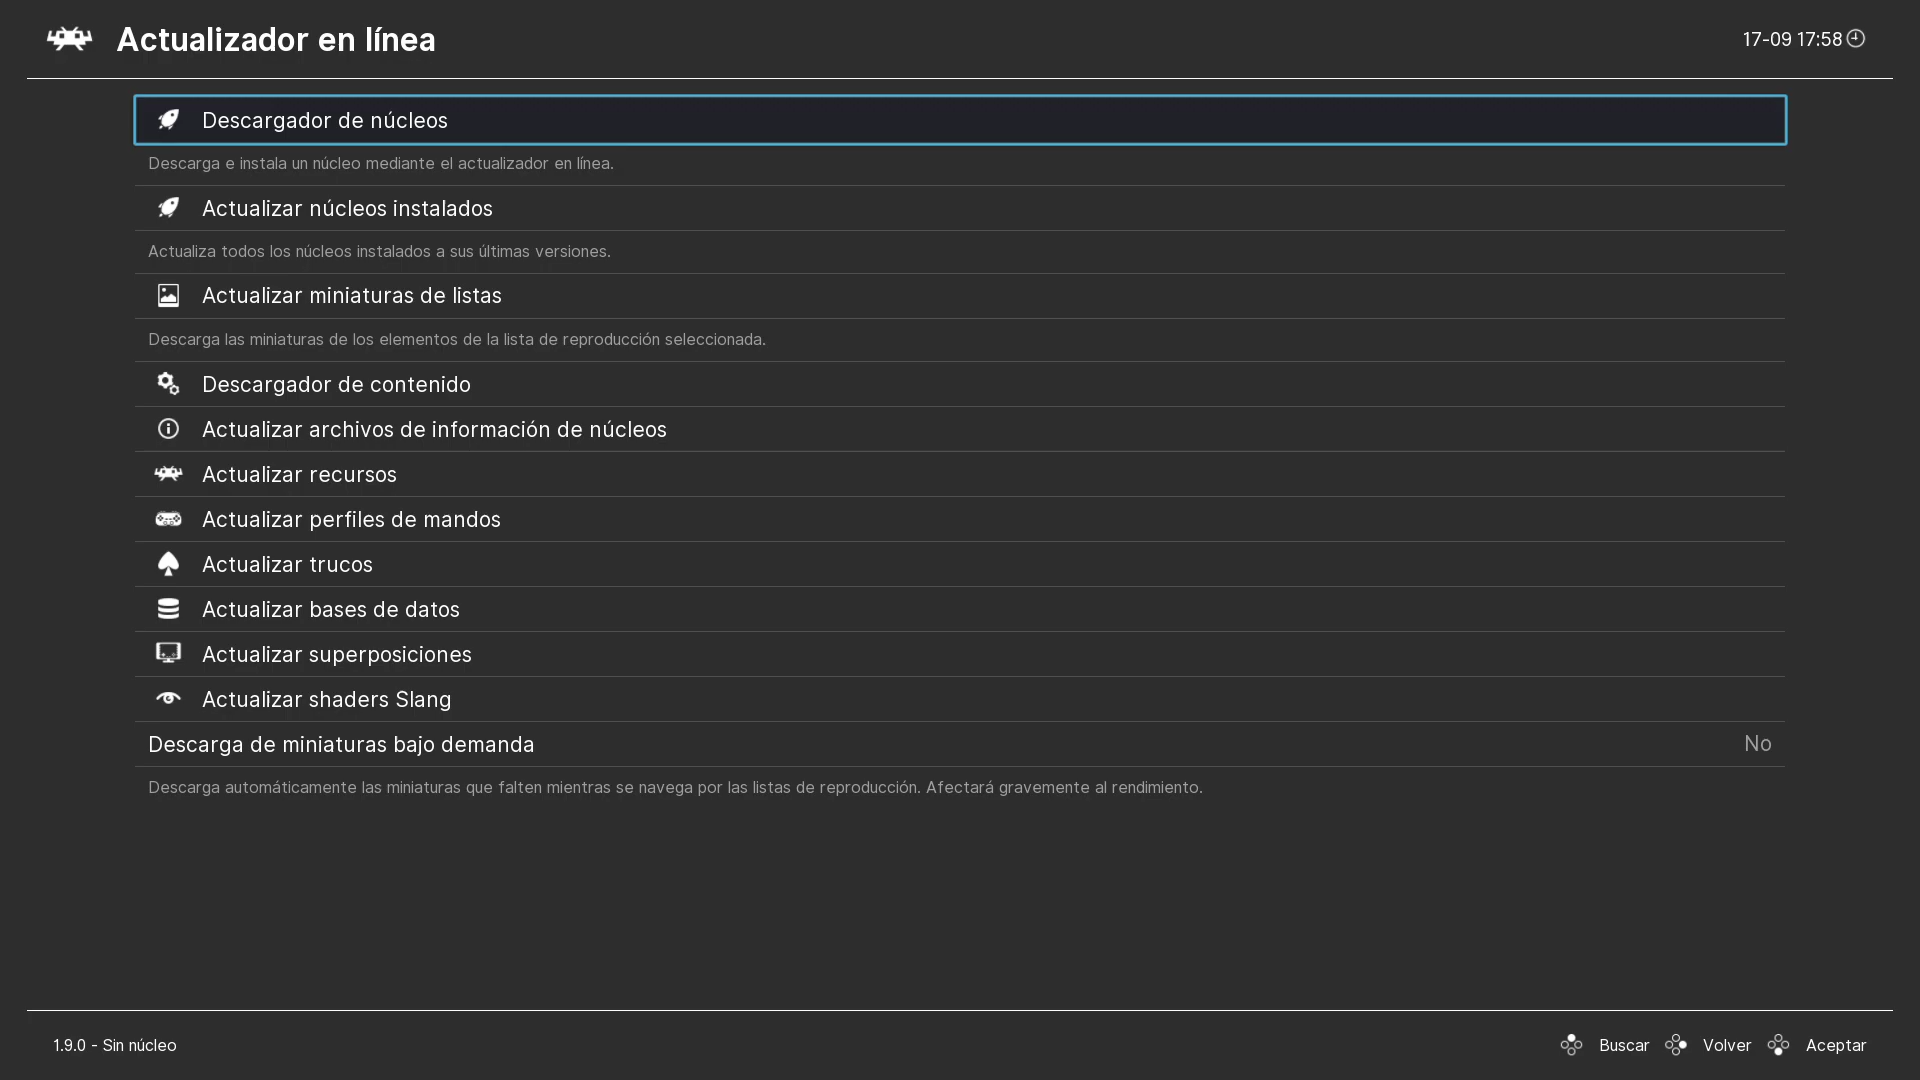 Actualizador en línea
17-09 17:58
Descargador de núcleos
Descarga e instala un núcleo mediante el actualizador en línea.
Actualizar núcleos instalados
Actualiza todos los núcleos instalados a sus últimas versiones.
Actualizar miniaturas de listas
Descarga las miniaturas de los elementos de la lista de reproducción seleccionada.
Descargador de contenido
Actualizar archivos de información de núcleos
Actualizar recursos
Actualizar perfiles de mandos
Actualizar trucos
Actualizar bases de datos
Actualizar superposiciones
Actualizar shaders Slang
Descarga de miniaturas bajo demanda No
Descarga automáticamente las miniaturas que falten mientras se navega por las listas de reproducción. Afectará gravemente al rendimiento.
1.9.0 - Sin núcleo
Buscar Volver Aceptar